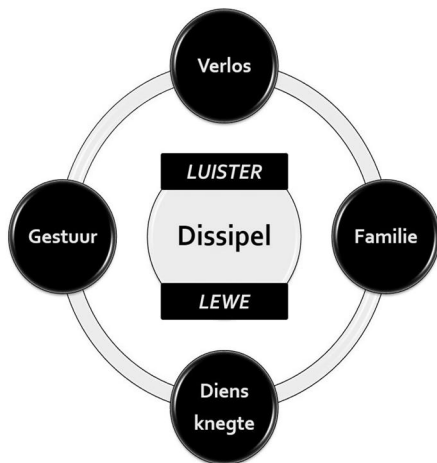 Verlos
LUISTER
Gestuur
Dissipel
Familie
LEWE
Diens
knegte